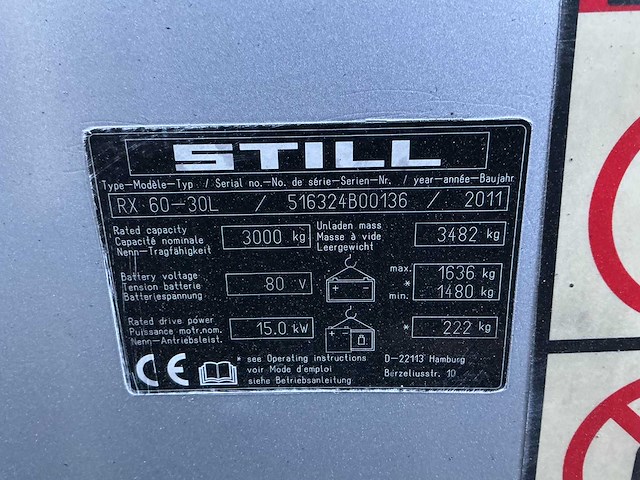 STILL
Type-Modèle-Typ / Serial no.-No. de série-Serien-Nr. / year-année-Baujahr
RX 60-30L / 516324B00136 / 2011
Rated capacity
Capacité nominale
Nenn-Tragfähigkeit
3000 kg
Unladen mass
Masse à vide
Leergewicht
3482 kg
Battery voltage
Tension batterie
Batteriespannung
80 V
max.
*
min.
1636 kg
1480 kg
Rated drive power
Puissance motr.nom.
Nenn-Antriebsleist.
15.0 kW
* 222 kg
CE
* see Operating instructions
voir Mode d'emploi
siehe Betriebsanleitung
D-22113 Hamburg
Berzeliusstr. 10